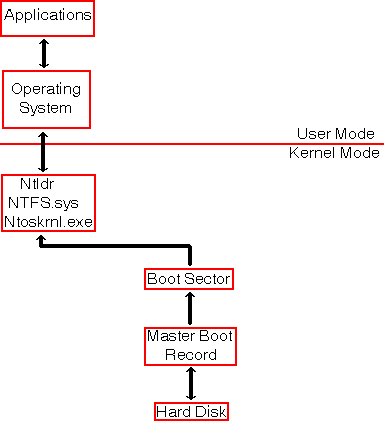 Applications
Operating
System
User Mode
Kernel Mode
Ntldr
NTFS.sys
Ntoskrnl.exe
Boot Sector
Master Boot
Record
Hard Disk